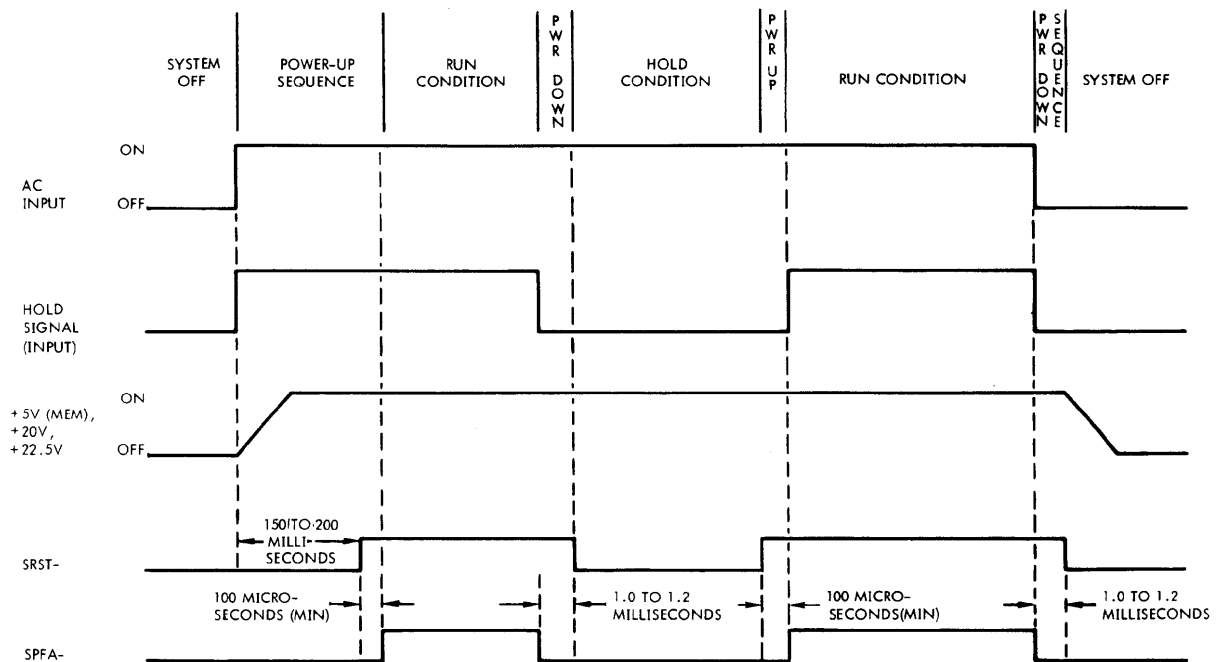 SYSTEM
OFF
POWER-UP
SEQUENCE
RUN
CONDITION
PWR DOWN
HOLD
CONDITION
PWR UP
RUN CONDITION
PWR DOWN
SEQUENCE
SYSTEM OFF
AC
INPUT
ON
OFF
HOLD
SIGNAL
(INPUT)
+5V (MEM),
+20V,
+22.5V
ON
OFF
SRST-
150 TO 200
MILLI-
SECONDS
100 MICRO-
SECONDS (MIN)
1.0 TO 1.2
MILLISECONDS
100 MICRO-
SECONDS(MIN)
1.0 TO 1.2
MILLISECONDS
SPFA-